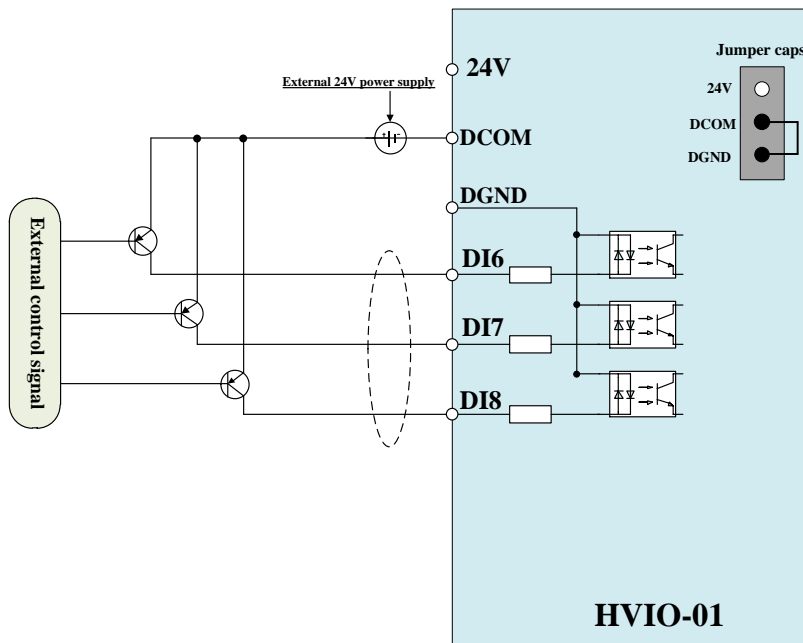 Jumper caps
24V
External 24V power supply
24V
DCOM
+ -
DCOM
DGND
DGND
DI6
External control signal
DI7
DI8
HVIO-01